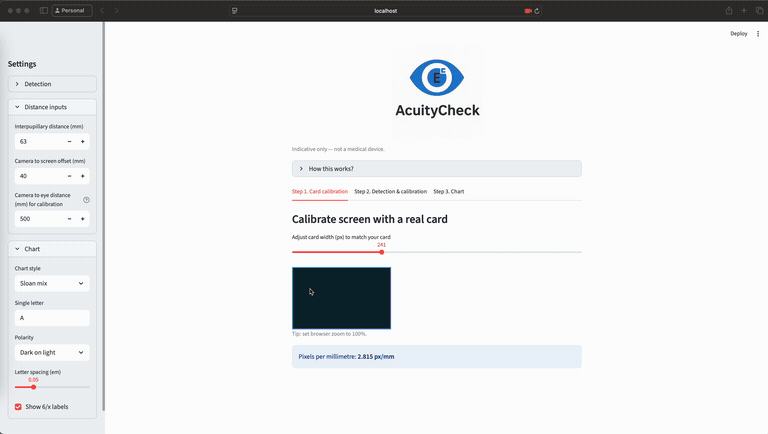 Personal
localhost
Deploy
Settings
Detection
Distance inputs
Interpupillary distance (mm)
63
Camera to screen offset (mm)
40
Camera to eye distance
(mm) for calibration
500
Chart
Chart style
Sloan mix
Single letter
A
Polarity
Dark on light
Letter spacing (em)
0.05
Show 6/x labels
E E
AcuityCheck
Indicative only — not a medical device.
How this works?
Step 1. Card calibration Step 2. Detection & calibration Step 3. Chart
Calibrate screen with a real card
Adjust card width (px) to match your card
241
Tip: set browser zoom to 100%.
Pixels per millimetre: 2.815 px/mm